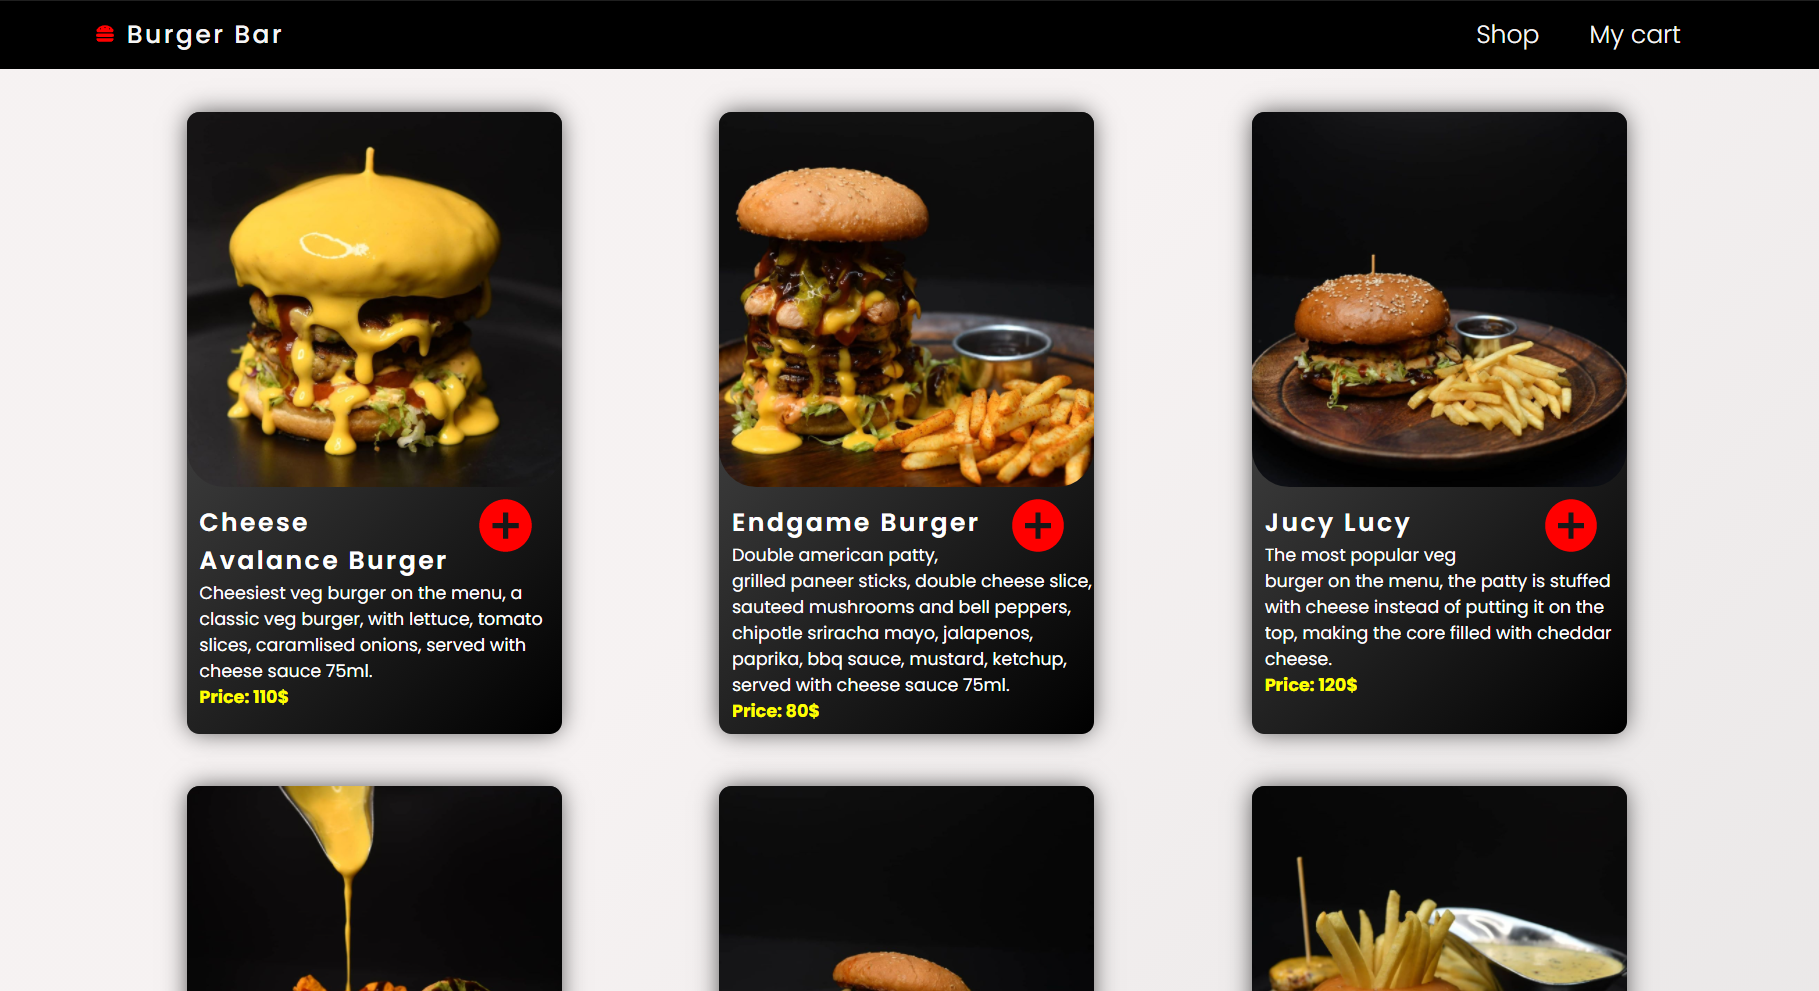 Burger Bar
Shop
My cart
Cheese
Avalance Burger
Cheesiest veg burger on the menu, a
classic veg burger, with lettuce, tomato
slices, caramlised onions, served with
cheese sauce 75ml.
Price: 110$
Endgame Burger
Double american patty,
grilled paneer sticks, double cheese slice,
sauteed mushrooms and bell peppers,
chipotle sriracha mayo, jalapenos,
paprika, bbq sauce, mustard, ketchup,
served with cheese sauce 75ml.
Price: 80$
Jucy Lucy
The most popular veg
burger on the menu, the patty is stuffed
with cheese instead of putting it on the
top, making the core filled with cheddar
cheese.
Price: 120$